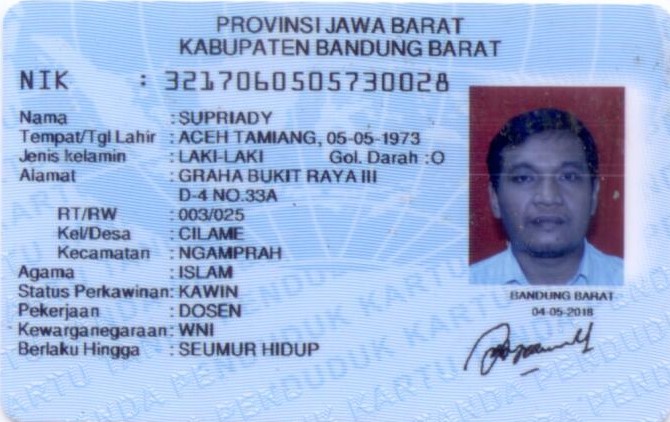 PROVINSI JAWA BARAT
KABUPATEN BANDUNG BARAT
NIK : 3217060505730028
Nama : SUPRIADY
Tempat/Tgl Lahir : ACEH TAMIANG, 05-05-1973
Jenis kelamin : LAKI-LAKI Gol. Darah : O
Alamat : GRAHA BUKIT RAYA III
D-4 NO.33A
RT/RW : 003/025
Kel/Desa : CILAME
Kecamatan : NGAMPRAH
Agama : ISLAM
Status Perkawinan: KAWIN
Pekerjaan : DOSEN
Kewarganegaraan: WNI
Berlaku Hingga : SEUMUR HIDUP
BANDUNG BARAT
04-05-2018